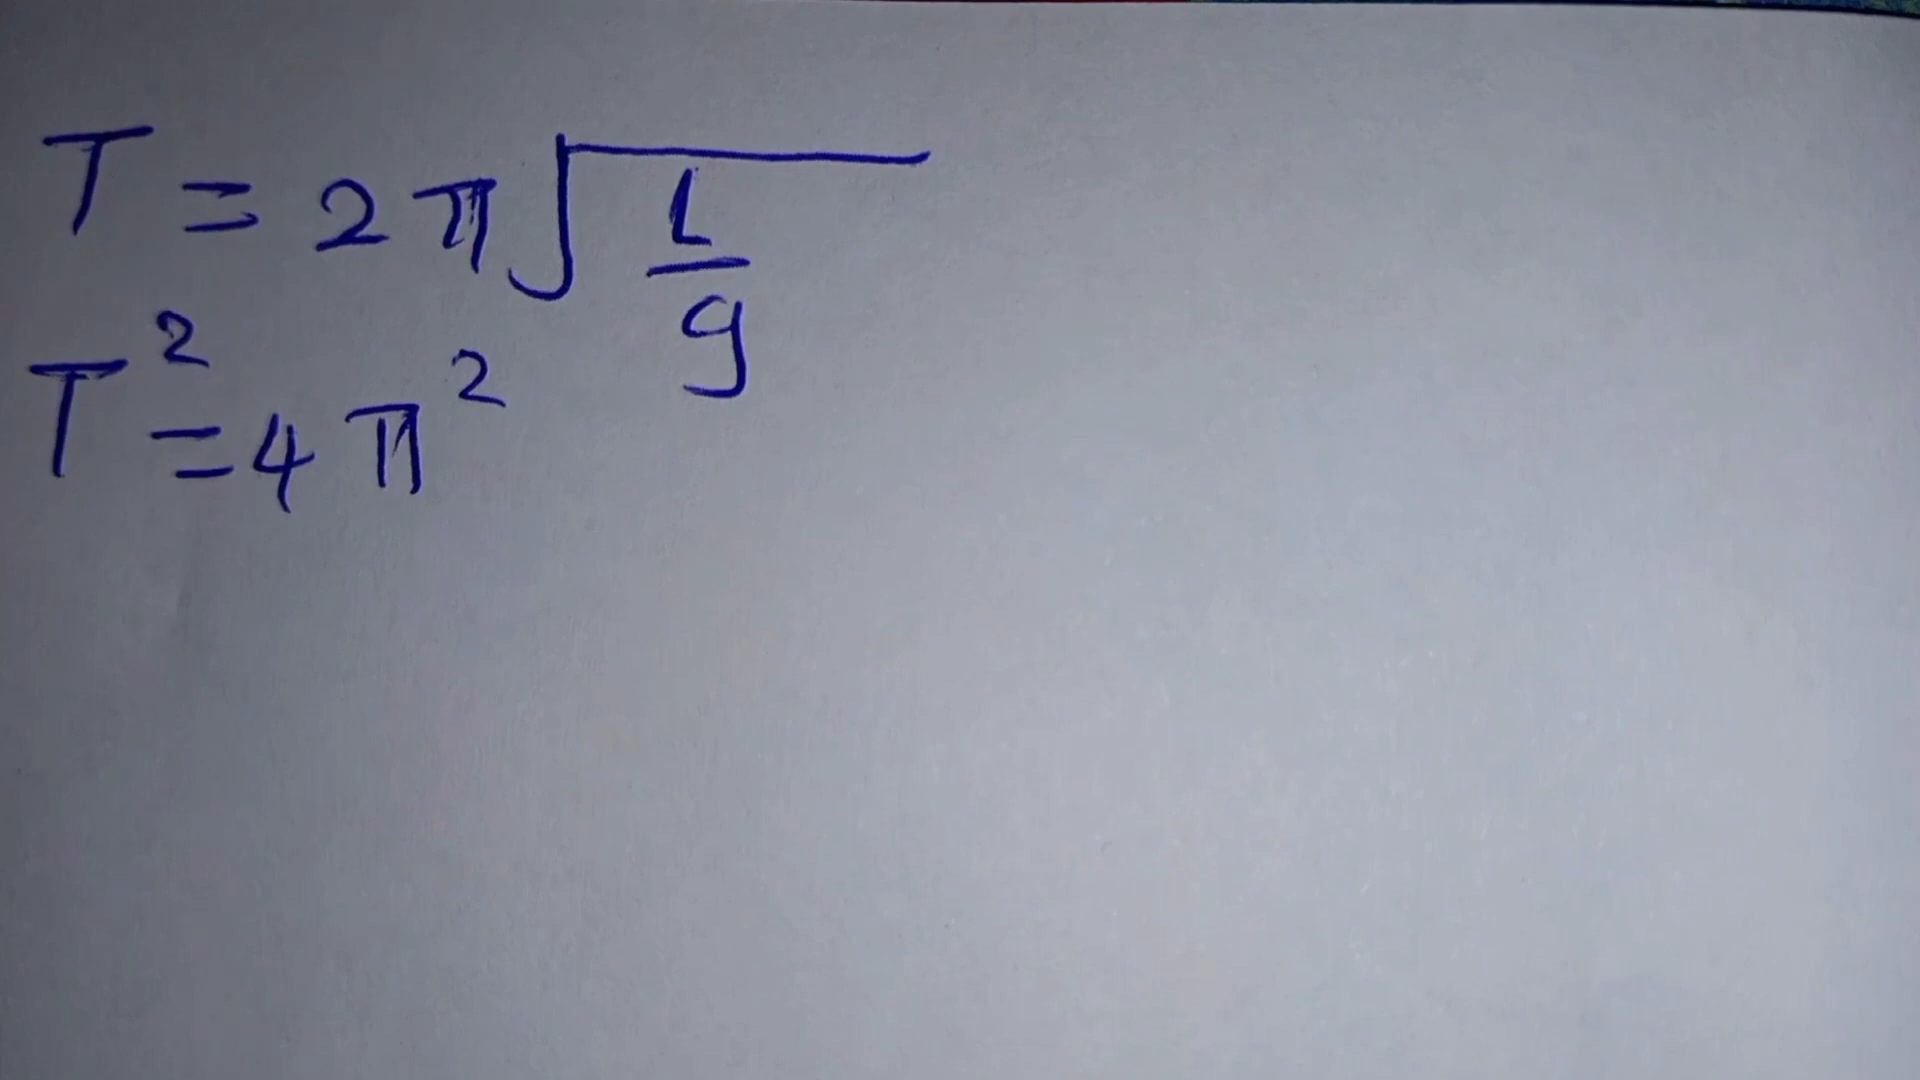 T = 2π√(L/g)
T² = 4π²